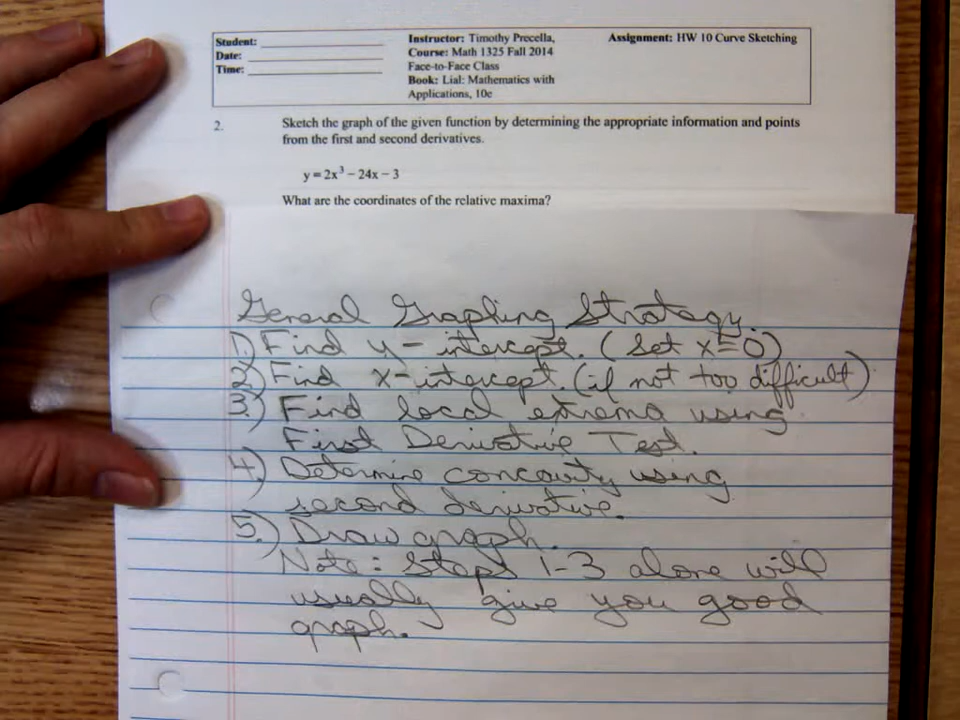 Student: Instructor: Timothy Precella, Assignment: HW 10 Curve Sketching
Date: Course: Math 1325 Fall 2014
Time: Face-to-Face Class
Book: Lial: Mathematics with
Applications, 10e
2. Sketch the graph of the given function by determining the appropriate information and points
from the first and second derivatives.
y = 2x³ − 24x − 3
What are the coordinates of the relative maxima?
General Graphing Strategy
1.) Find y-intercept. (Set x=0)
2.) Find x-intercept. (if not too difficult)
3.) Find local extrema using
First Derivative Test.
4.) Determine concavity using
second derivative.
5.) Draw graph.
Note: Steps 1-3 alone will
usually give you good
graph.